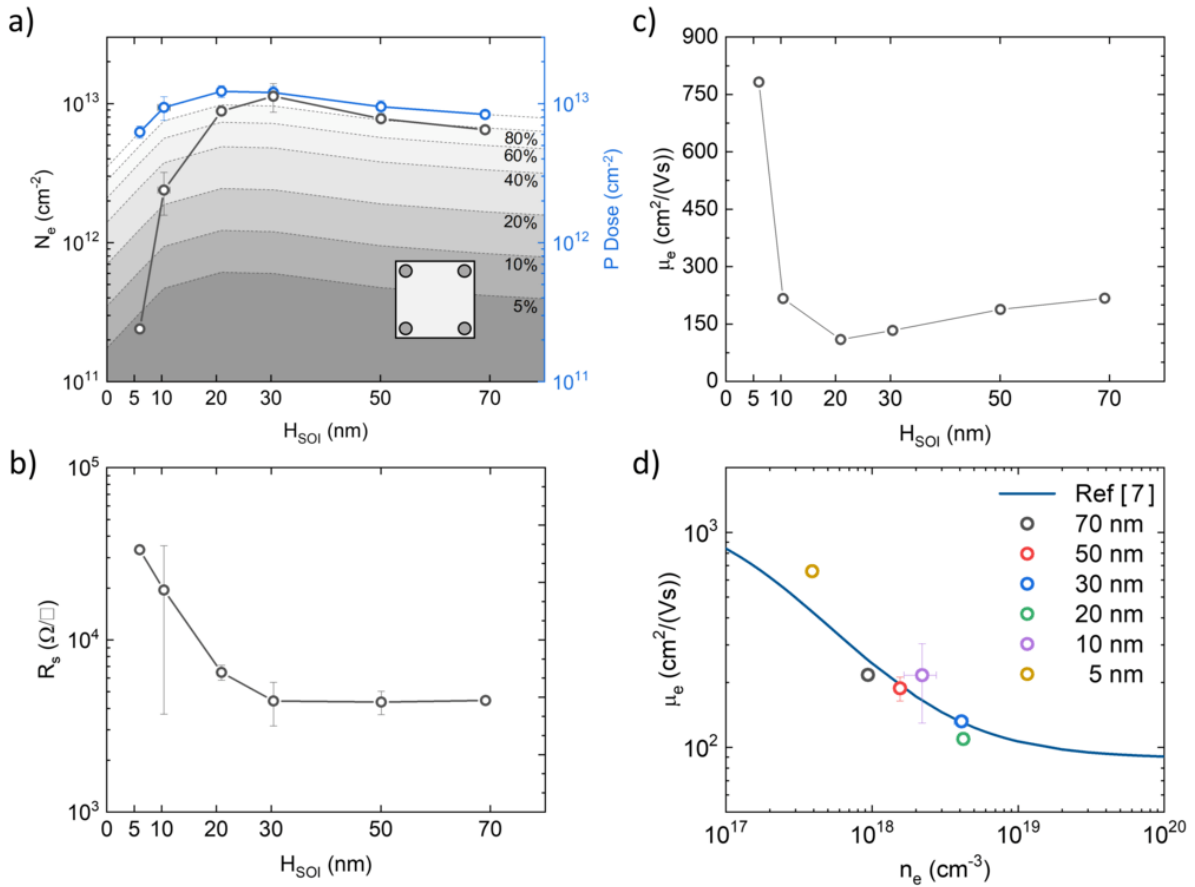 a)
10^13
10^12
10^11
N_e (cm^-2)
80%
60%
40%
20%
10%
5%
10^13
10^12
10^11
P Dose (cm^-2)
0 5 10 20 30 50 70
H_SOI (nm)
b)
10^5
10^4
10^3
R_s (Ω/□)
0 5 10 20 30 50 70
H_SOI (nm)
c)
900
750
600
450
300
150
0
μ_e (cm^2/(Vs))
0 5 10 20 30 50 70
H_SOI (nm)
d)
10^3
10^2
μ_e (cm^2/(Vs))
Ref [7]
70 nm
50 nm
30 nm
20 nm
10 nm
5 nm
10^17 10^18 10^19 10^20
n_e (cm^-3)